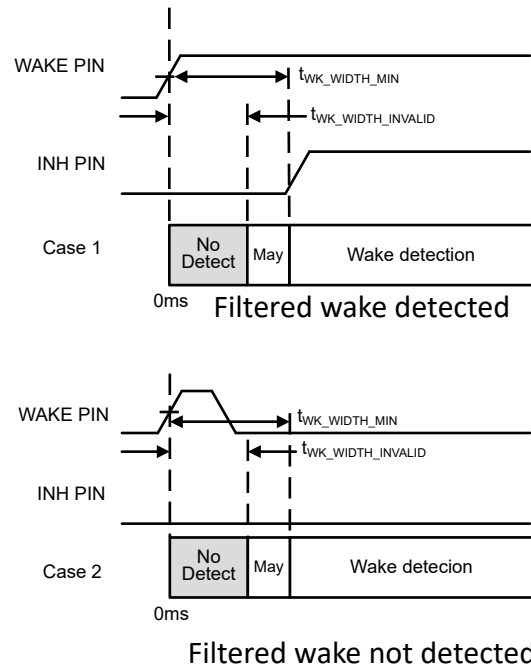 WAKE PIN
tWK_WIDTH_MIN
tWK_WIDTH_INVALID
INH PIN
Case 1
No
Detect
May
Wake detection
0ms
Filtered wake detected
WAKE PIN
tWK_WIDTH_MIN
tWK_WIDTH_INVALID
INH PIN
Case 2
No
Detect
May
Wake detecion
0ms
Filtered wake not detected